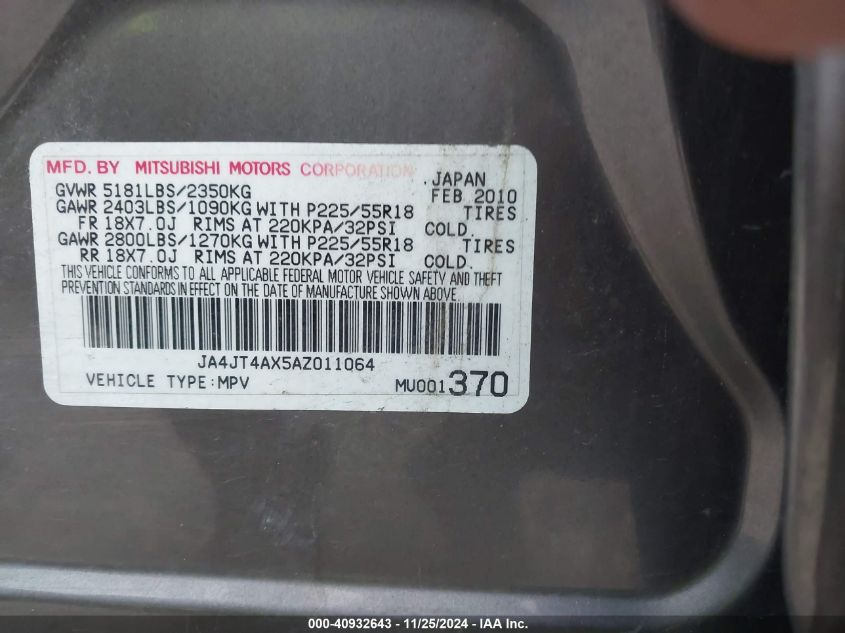 MFD. BY MITSUBISHI MOTORS CORPORATION .JAPAN
GVWR 5181LBS/2350KG FEB 2010
GAWR 2403LBS/1090KG WITH P225/55R18 TIRES
FR 18X7.0J RIMS AT 220KPA/32PSI COLD.
GAWR 2800LBS/1270KG WITH P225/55R18 TIRES
RR 18X7.0J RIMS AT 220KPA/32PSI COLD.
THIS VEHICLE CONFORMS TO ALL APPLICABLE FEDERAL MOTOR VEHICLE SAFETY AND THEFT
PREVENTION STANDARDS IN EFFECT ON THE DATE OF MANUFACTURE SHOWN ABOVE.
JA4JT4AX5AZ011064
VEHICLE TYPE:MPV MU001370
000-40932643 - 11/25/2024 - IAA Inc.